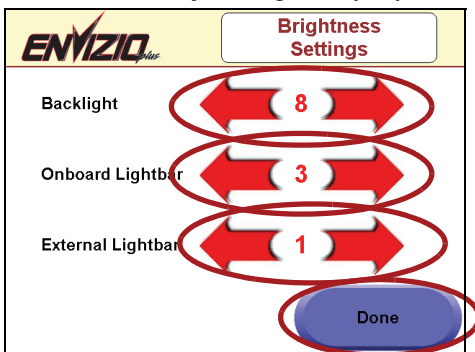 ENVIZIO plus
Brightness
Settings
Backlight 8
Onboard Lightbar 3
External Lightbar 1
Done